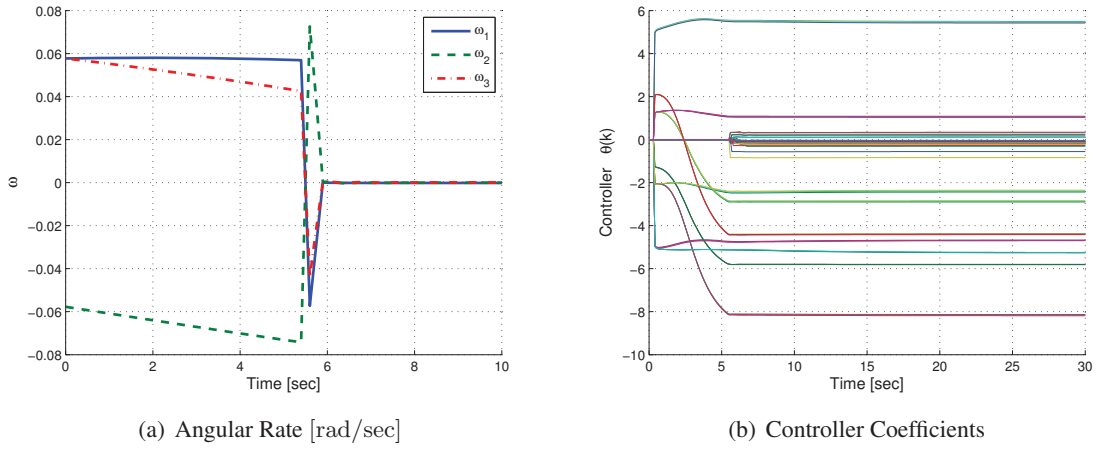 0.08
0.06
0.04
0.02
0
−0.02
−0.04
−0.06
−0.08
ω
0 2 4 6 8 10
Time [sec]
ω1
ω2
ω3
(a) Angular Rate [rad/sec]
6
4
2
0
−2
−4
−6
−8
−10
Controller θ(k)
0 5 10 15 20 25 30
Time [sec]
(b) Controller Coefficients